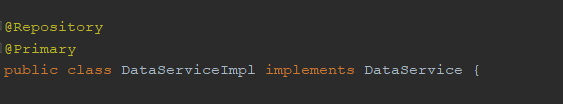 @Repository
@Primary
public class DataServiceImpl implements DataService {